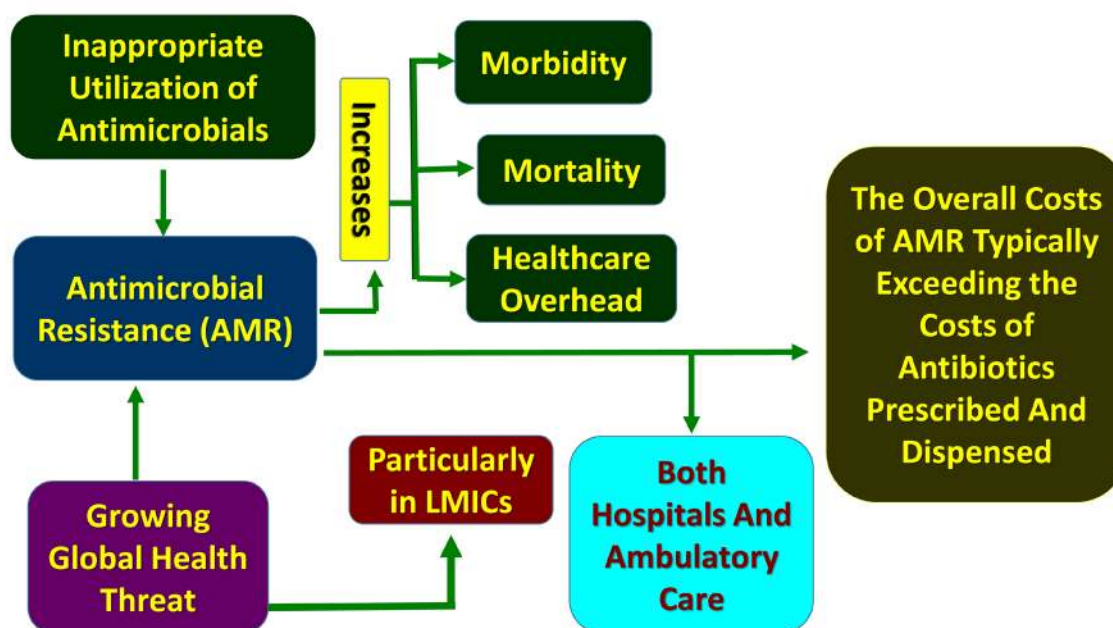 Inappropriate
Utilization of
Antimicrobials
Increases
Morbidity
Mortality
Healthcare
Overhead
Antimicrobial
Resistance (AMR)
The Overall Costs
of AMR Typically
Exceeding the
Costs of
Antibiotics
Prescribed And
Dispensed
Growing
Global Health
Threat
Particularly
in LMICs
Both
Hospitals And
Ambulatory
Care